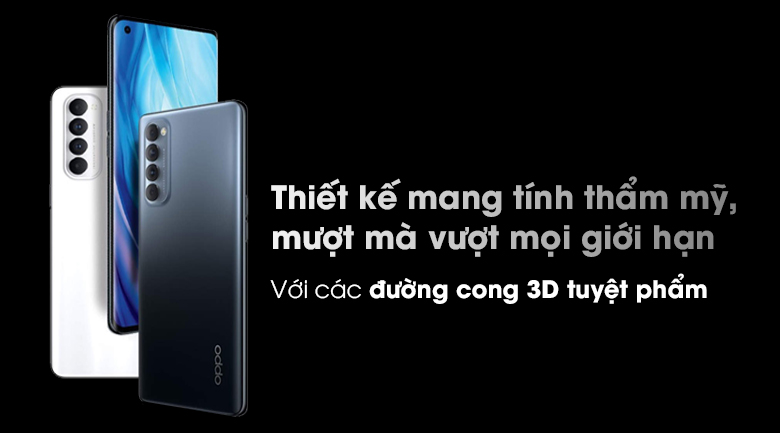 Thiết kế mang tính thẩm mỹ,
mượt mà vượt mọi giới hạn
Với các đường cong 3D tuyệt phẩm
oppo